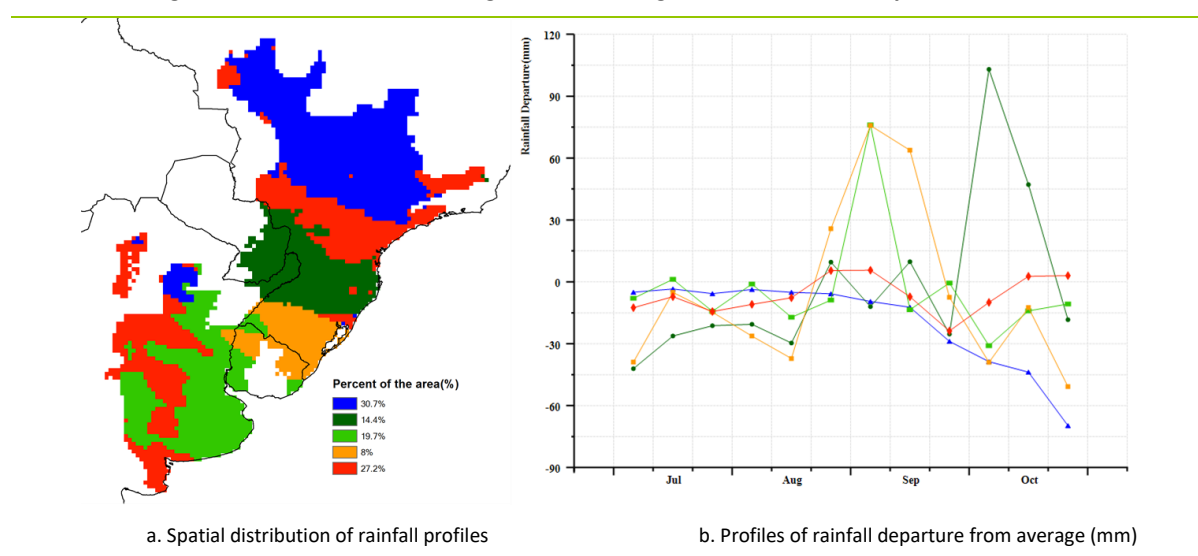 Percent of the area(%)
30.7%
14.4%
19.7%
8%
27.2%
Rainfall Departure(mm)
120
90
60
30
0
-30
-60
-90
Jul
Aug
Sep
Oct
a. Spatial distribution of rainfall profiles
b. Profiles of rainfall departure from average (mm)